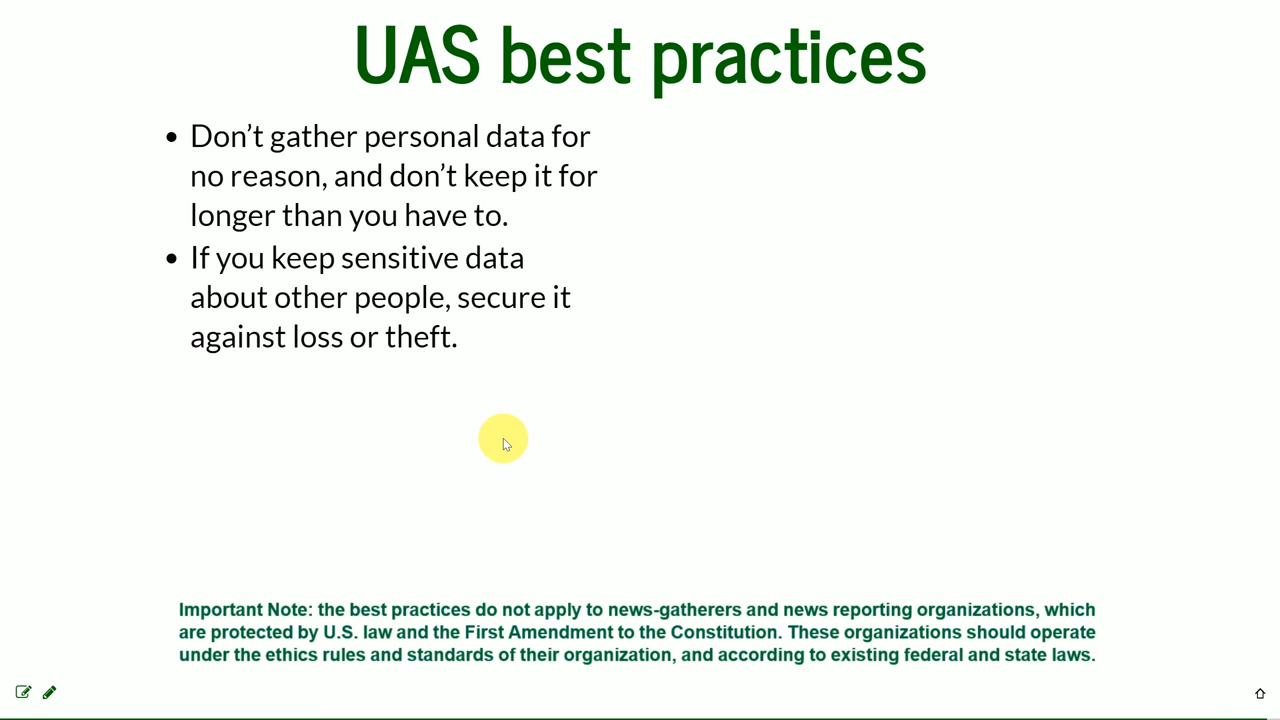 UAS best practices
• Don’t gather personal data for
no reason, and don’t keep it for
longer than you have to.
• If you keep sensitive data
about other people, secure it
against loss or theft.
Important Note: the best practices do not apply to news-gatherers and news reporting organizations, which
are protected by U.S. law and the First Amendment to the Constitution. These organizations should operate
under the ethics rules and standards of their organization, and according to existing federal and state laws.